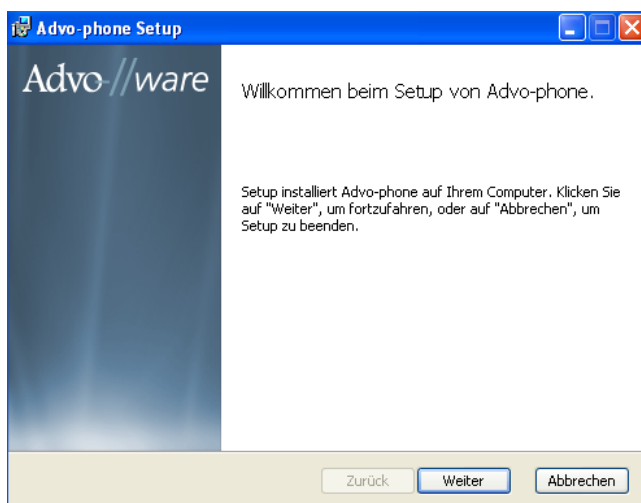 Advo-phone Setup
Advo-//ware
Willkommen beim Setup von Advo-phone.
Setup installiert Advo-phone auf Ihrem Computer. Klicken Sie
auf "Weiter", um fortzufahren, oder auf "Abbrechen", um
Setup zu beenden.
Zurück
Weiter
Abbrechen